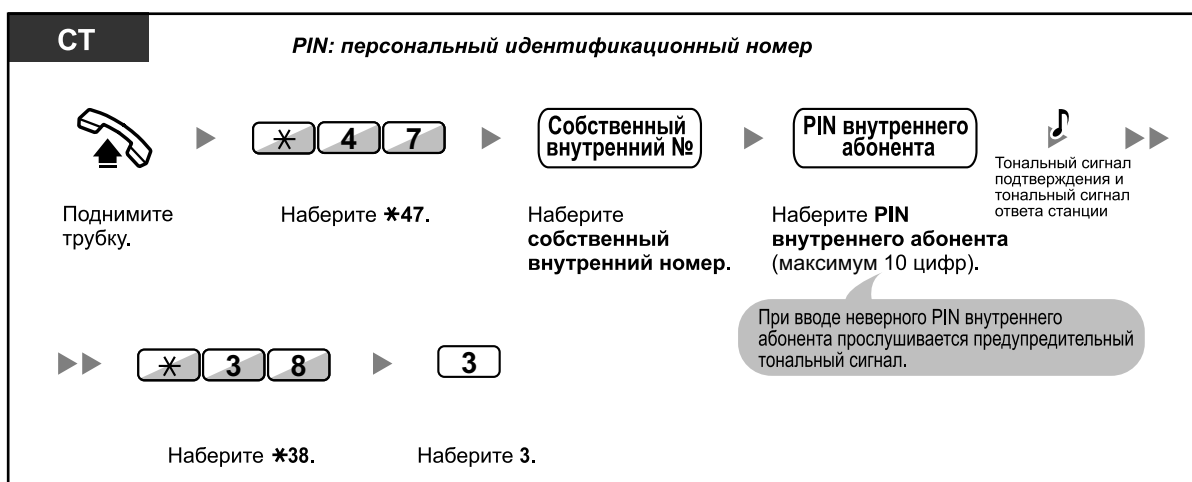 СТ
PIN: персональный идентификационный номер
* 4 7
Собственный
внутренний №
PIN внутреннего
абонента
Тональный сигнал
подтверждения и
тональный сигнал
ответа станции
Поднимите
трубку.
Наберите *47.
Наберите
собственный
внутренний номер.
Наберите PIN
внутреннего абонента
(максимум 10 цифр).
При вводе неверного PIN внутреннего
абонента прослушивается предупредительный
тональный сигнал.
* 3 8
3
Наберите *38.
Наберите 3.